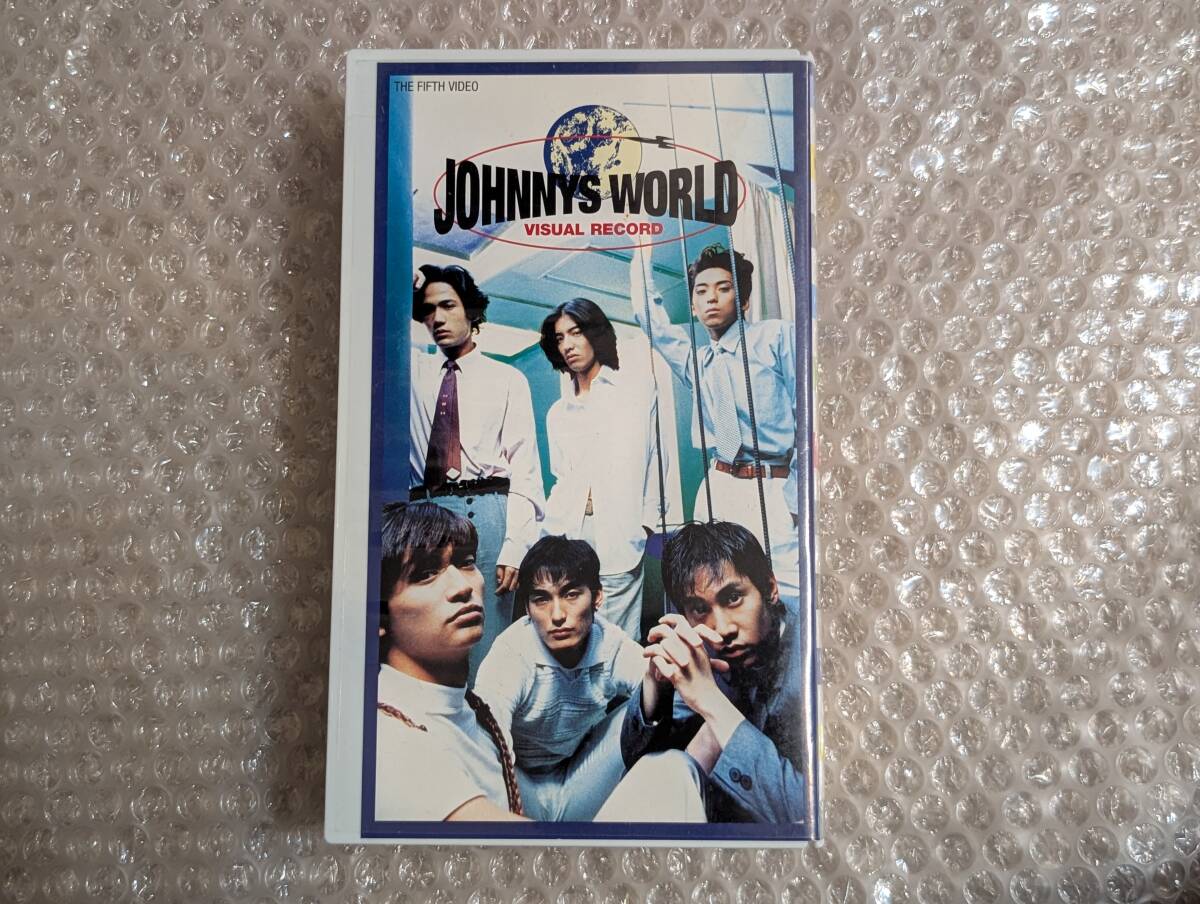 THE FIFTH VIDEO
JOHNNYS WORLD
VISUAL RECORD